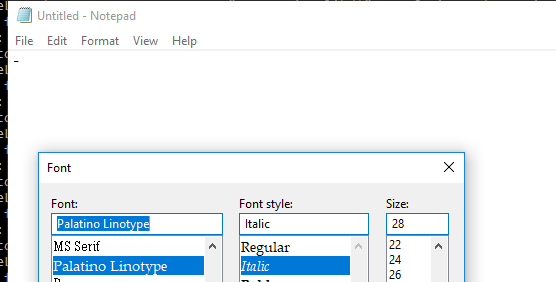 Untitled - Notepad
File Edit Format View Help
-
Font
Font: Font style: Size:
Palatino Linotype Italic 28
MS Serif Regular 22
Palatino Linotype Italic 24
26